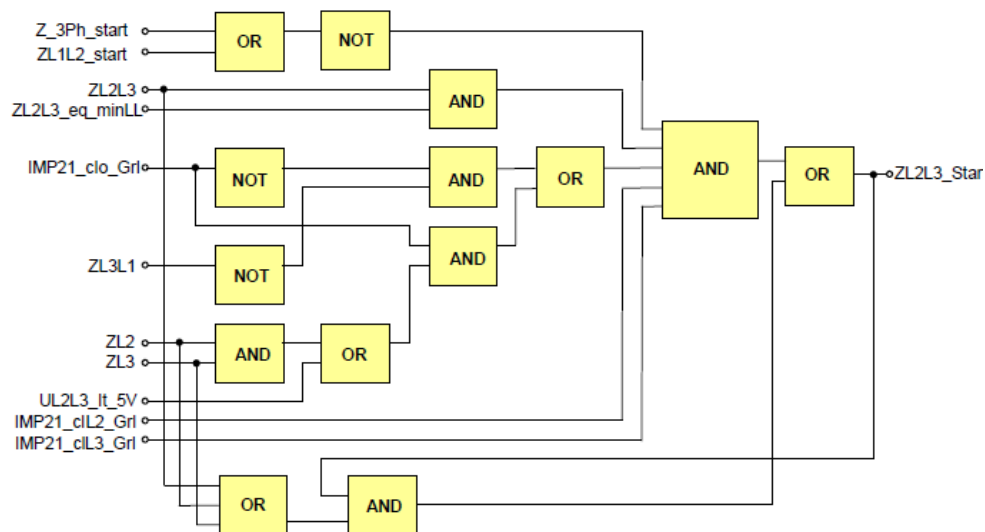 Z_3Ph_start
OR
NOT
ZL1L2_start
ZL2L3
AND
ZL2L3_eq_minLL
IMP21_clo_Grl
NOT
AND
OR
AND
OR
ZL2L3_Start
ZL3L1
NOT
AND
ZL2
AND
OR
ZL3
UL2L3_lt_5V
IMP21_clL2_Grl
IMP21_clL3_Grl
OR
AND